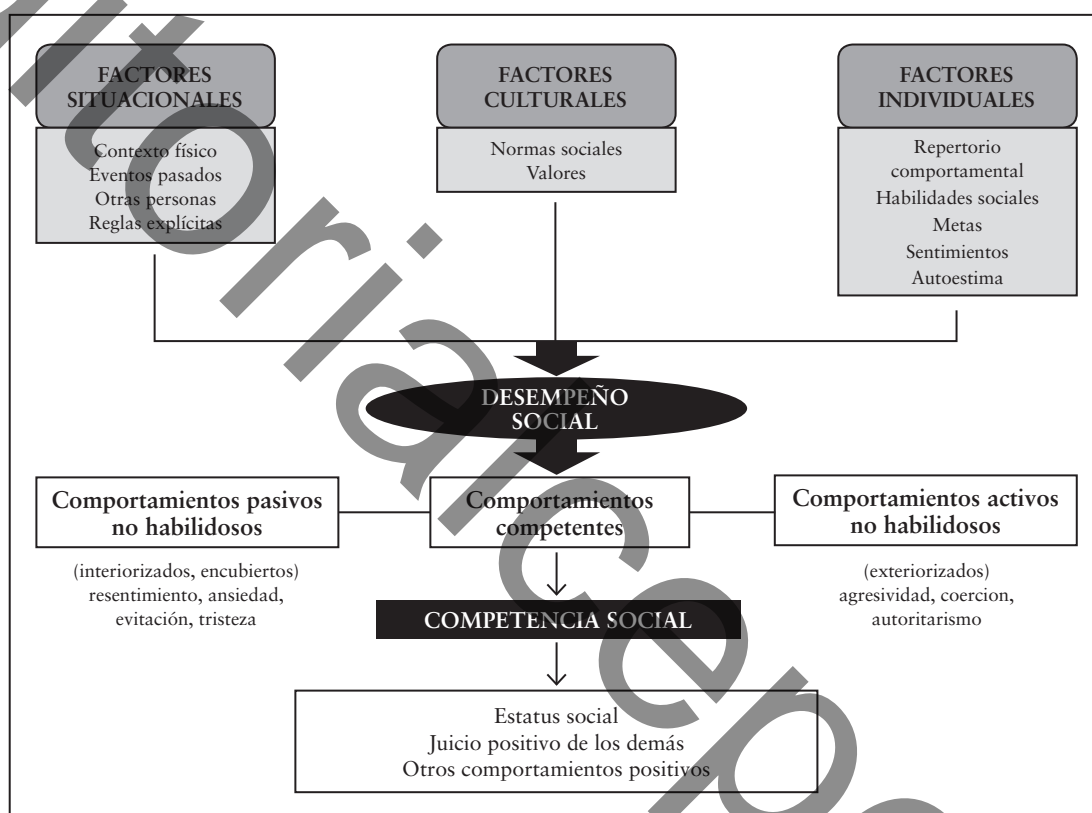 FACTORES
SITUACIONALES
Contexto físico
Eventos pasados
Otras personas
Reglas explícitas
FACTORES
CULTURALES
Normas sociales
Valores
FACTORES
INDIVIDUALES
Repertorio
comportamental
Habilidades sociales
Metas
Sentimientos
Autoestima
DESEMPEÑO
SOCIAL
Comportamientos pasivos
no habilidosos
(interiorizados, encubiertos)
resentimiento, ansiedad,
evitación, tristeza
Comportamientos
competentes
Comportamientos activos
no habilidosos
(exteriorizados)
agresividad, coercion,
autoritarismo
COMPETENCIA SOCIAL
Estatus social
Juicio positivo de los demás
Otros comportamientos positivos
itorialcep